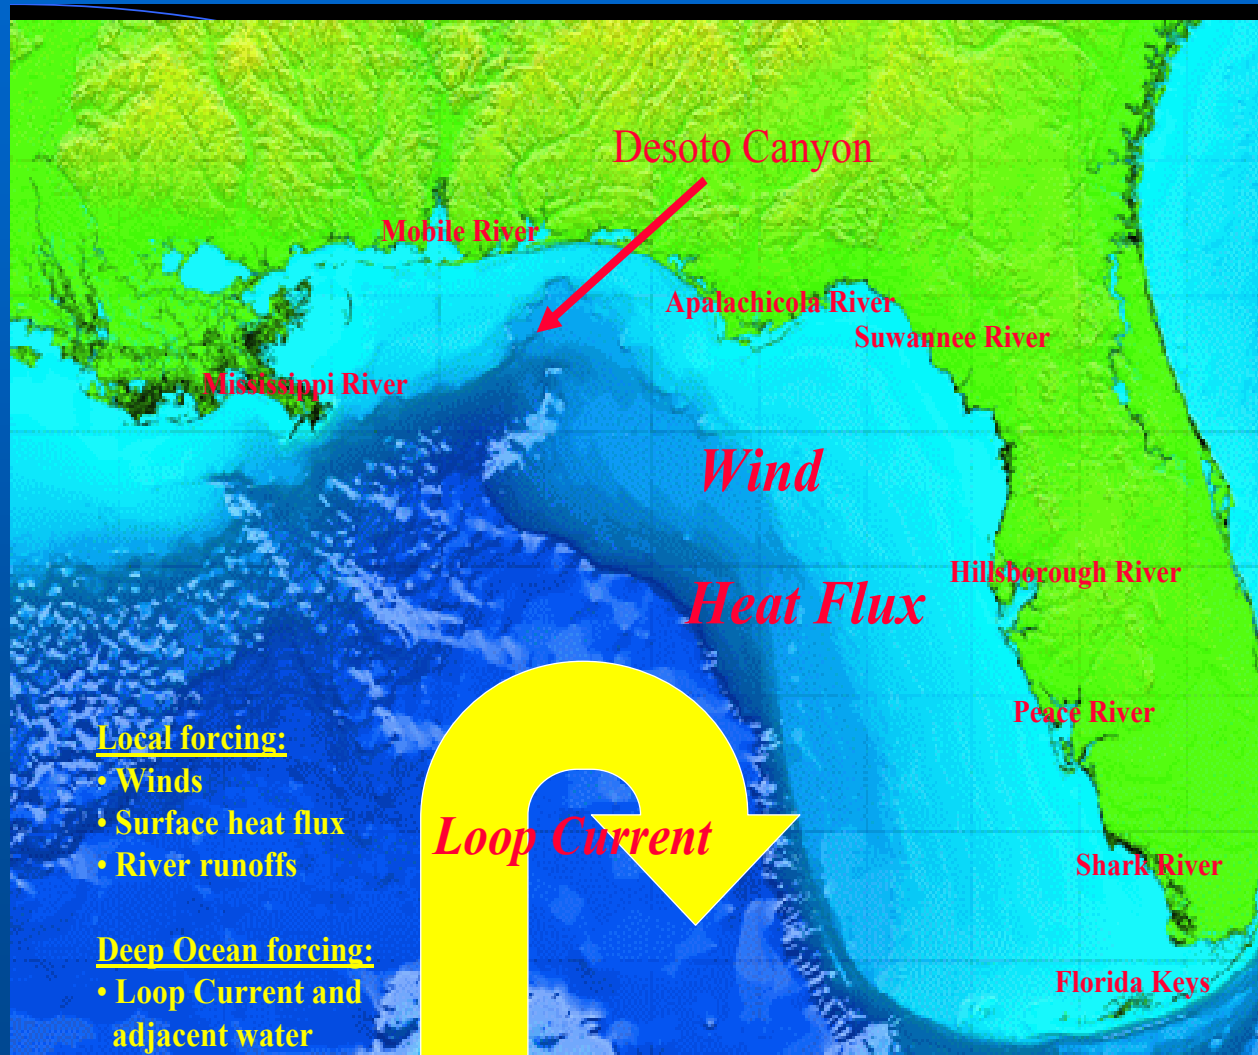 Desoto Canyon
Mobile River
Apalachicola River
Suwannee River
Mississippi River
Wind
Hillsborough River
Heat Flux
Peace River
Local forcing:
• Winds
• Surface heat flux
• River runoffs
Loop Current
Shark River
Deep Ocean forcing:
• Loop Current and
adjacent water
Florida Keys